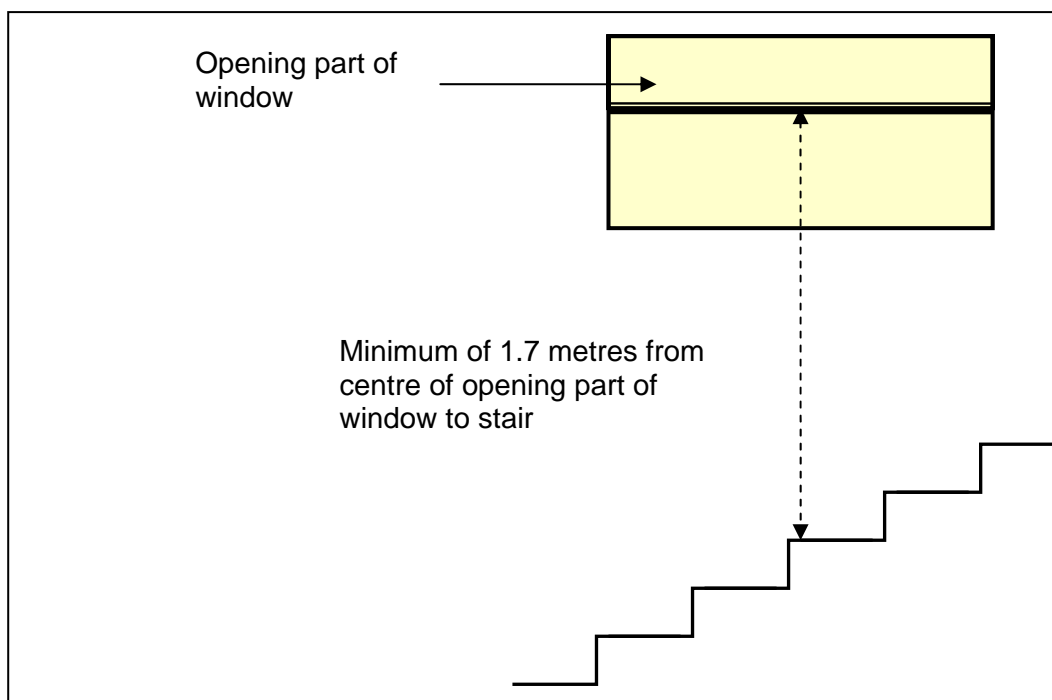 Opening part of
window
Minimum of 1.7 metres from
centre of opening part of
window to stair